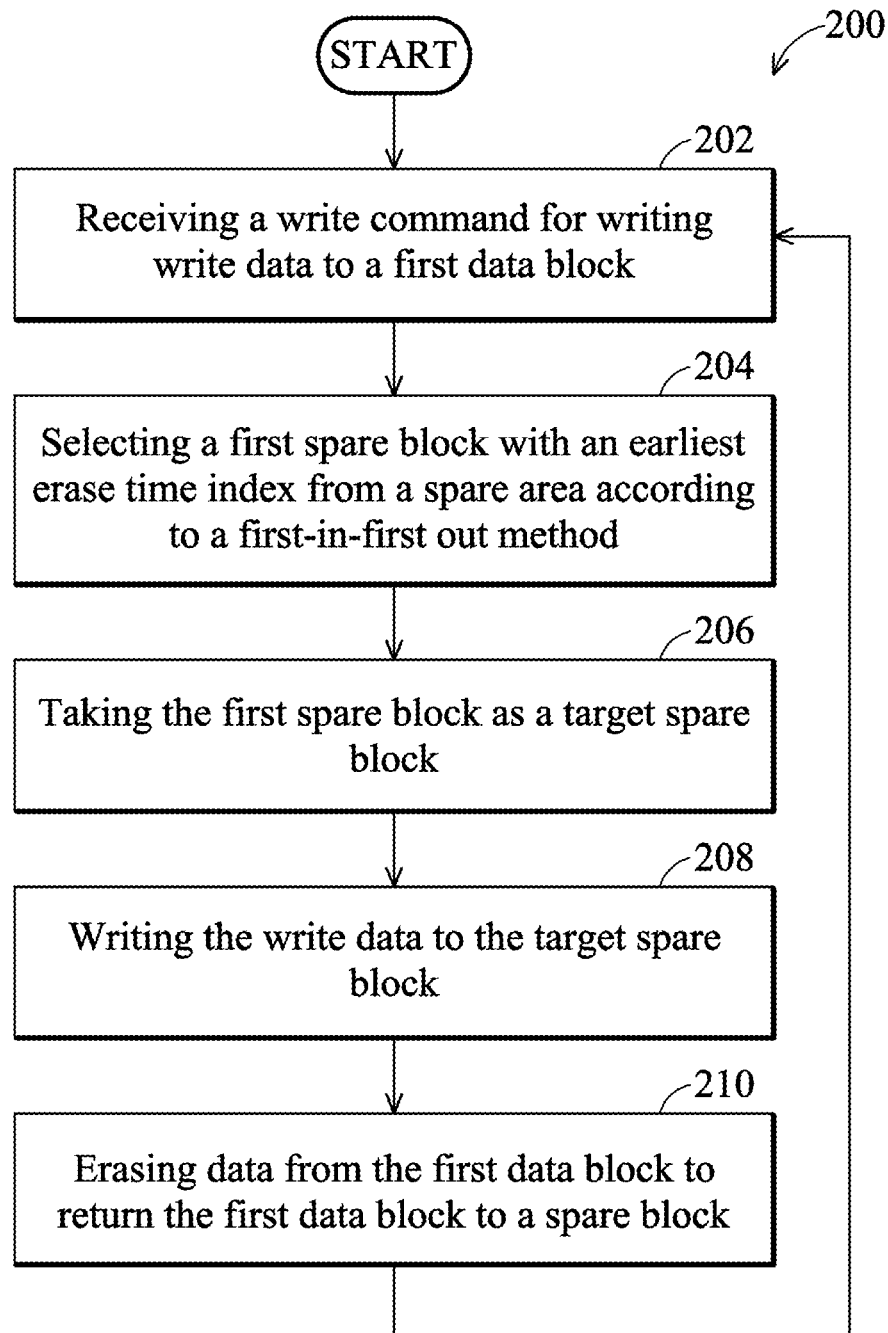 200
START
202
Receiving a write command for writing
write data to a first data block
204
Selecting a first spare block with an earliest
erase time index from a spare area according
to a first-in-first out method
206
Taking the first spare block as a target spare
block
208
Writing the write data to the target spare
block
210
Erasing data from the first data block to
return the first data block to a spare block